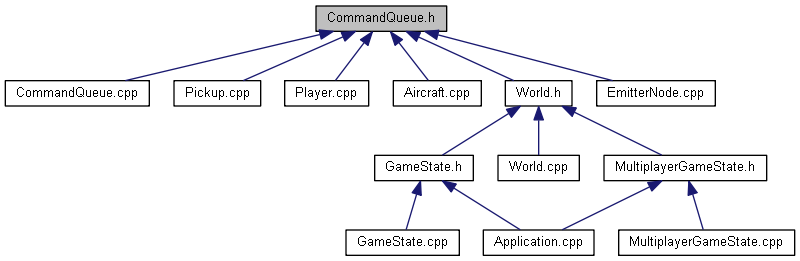 CommandQueue.h
CommandQueue.cpp
Pickup.cpp
Player.cpp
Aircraft.cpp
World.h
EmitterNode.cpp
GameState.h
World.cpp
MultiplayerGameState.h
GameState.cpp
Application.cpp
MultiplayerGameState.cpp